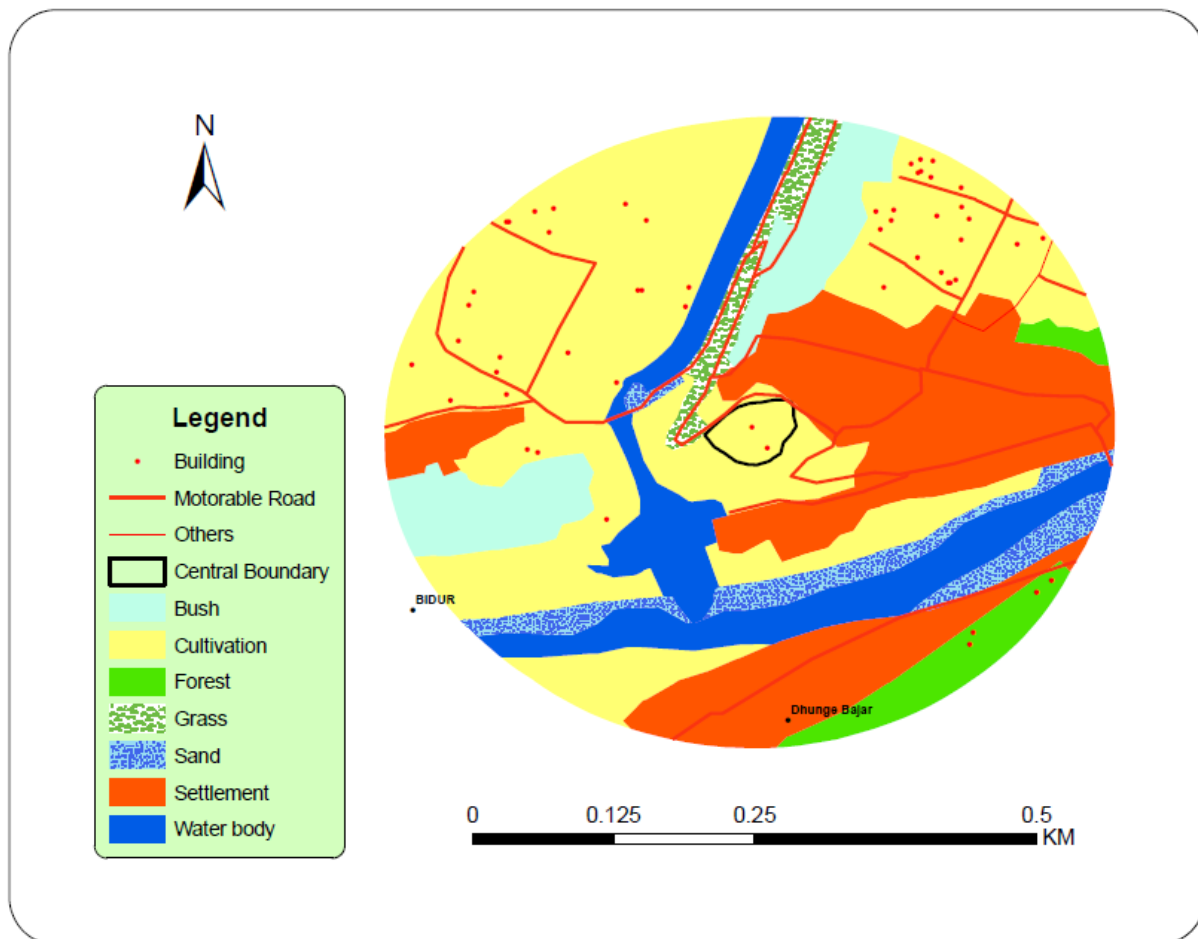 N
Legend
Building
Motorable Road
Others
Central Boundary
Bush
Cultivation
Forest
Grass
Sand
Settlement
Water body
BIDUR
Dhunge Bajar
0 0.125 0.25 0.5
KM